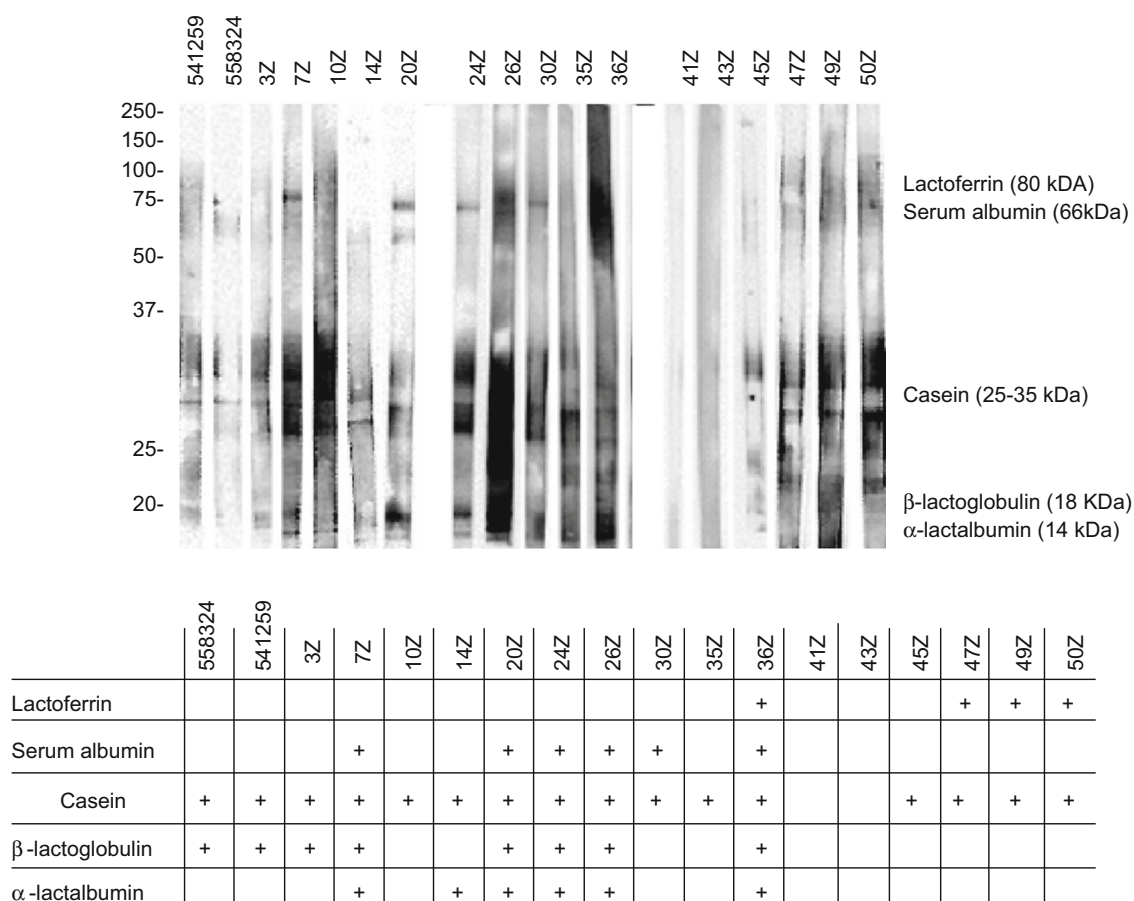 541259 558324 3Z 7Z 10Z 14Z 20Z 24Z 26Z 30Z 35Z 36Z 41Z 43Z 45Z 47Z 49Z 50Z
250-
150-
100-
75-
50-
37-
25-
20-
Lactoferrin (80 kDA)
Serum albumin (66kDa)
Casein (25-35 kDa)
β-lactoglobulin (18 KDa)
α-lactalbumin (14 kDa)
558324 541259 3Z 7Z 10Z 14Z 20Z 24Z 26Z 30Z 35Z 36Z 41Z 43Z 45Z 47Z 49Z 50Z
Lactoferrin + + + +
Serum albumin + + + + + +
Casein + + + + + + + + + + + + + + + +
β-lactoglobulin + + + + + + + +
α-lactalbumin + + + + + +